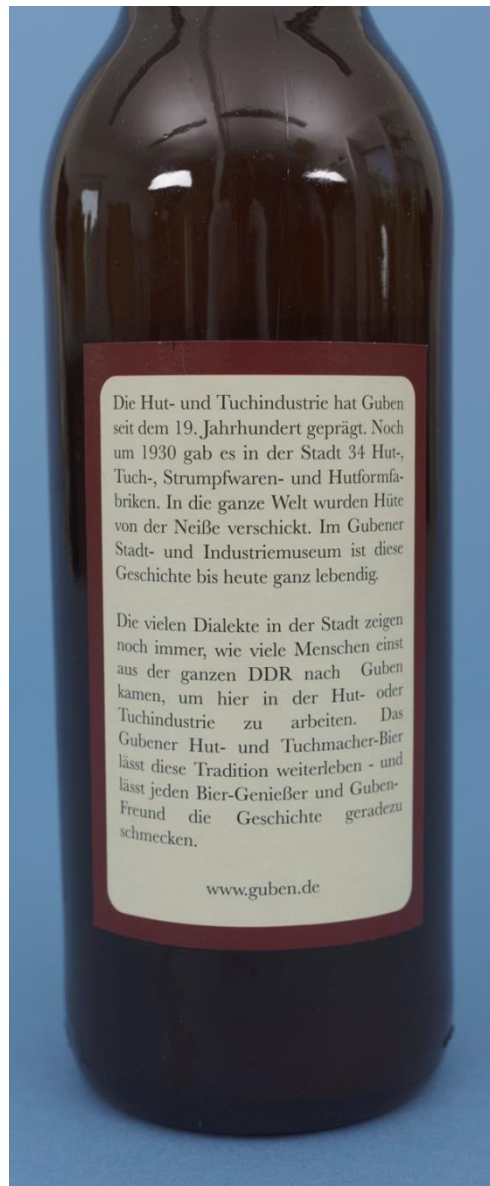 Die Hut- und Tuchindustrie hat Guben
seit dem 19. Jahrhundert geprägt. Noch
um 1930 gab es in der Stadt 34 Hut-,
Tuch-, Strumpfwaren- und Hutformfa-
briken. In die ganze Welt wurden Hüte
von der Neiße verschickt. Im Gubener
Stadt- und Industriemuseum ist diese
Geschichte bis heute ganz lebendig.
Die vielen Dialekte in der Stadt zeigen
noch immer, wie viele Menschen einst
aus der ganzen DDR nach Guben
kamen, um hier in der Hut- oder
Tuchindustrie zu arbeiten. Das
Gubener Hut- und Tuchmacher-Bier
lässt diese Tradition weiterleben - und
lässt jeden Bier-Genießer und Guben-
Freund die Geschichte geradezu
schmecken.
www.guben.de